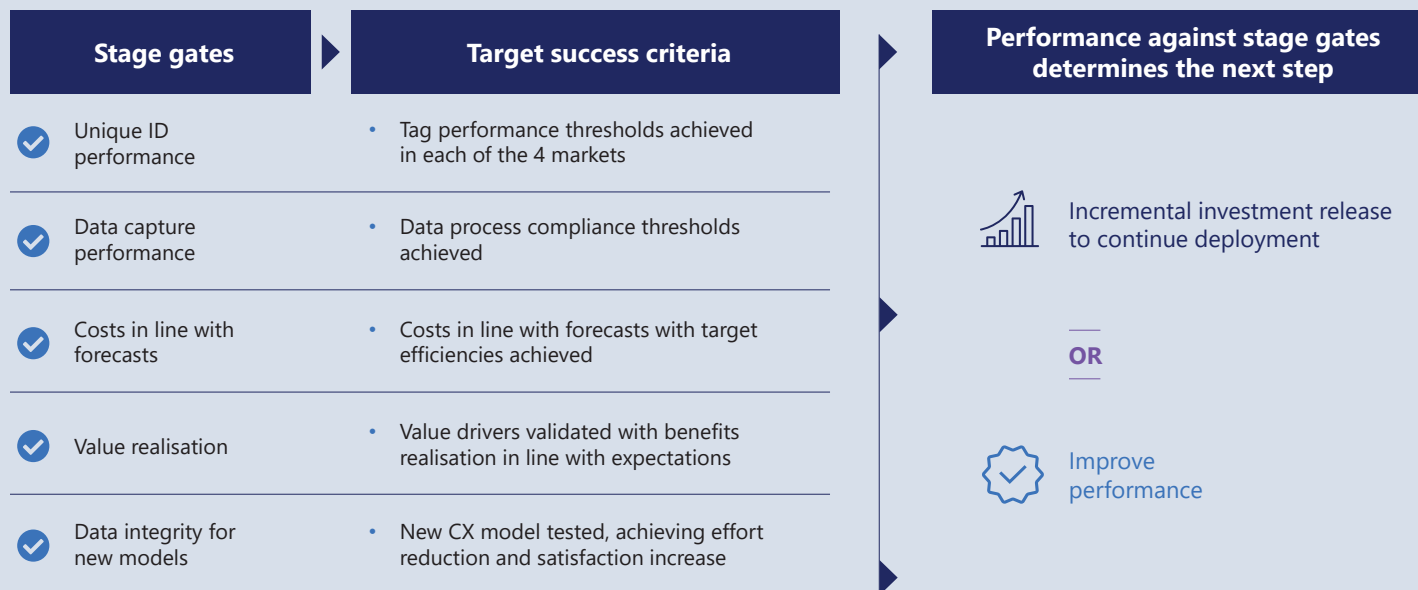 Stage gates
Target success criteria
Performance against stage gates
determines the next step
Unique ID
performance
• Tag performance thresholds achieved
in each of the 4 markets
Data capture
performance
• Data process compliance thresholds
achieved
Costs in line with
forecasts
• Costs in line with forecasts with target
efficiencies achieved
Value realisation
• Value drivers validated with benefits
realisation in line with expectations
Data integrity for
new models
• New CX model tested, achieving effort
reduction and satisfaction increase
Incremental investment release
to continue deployment
OR
Improve
performance